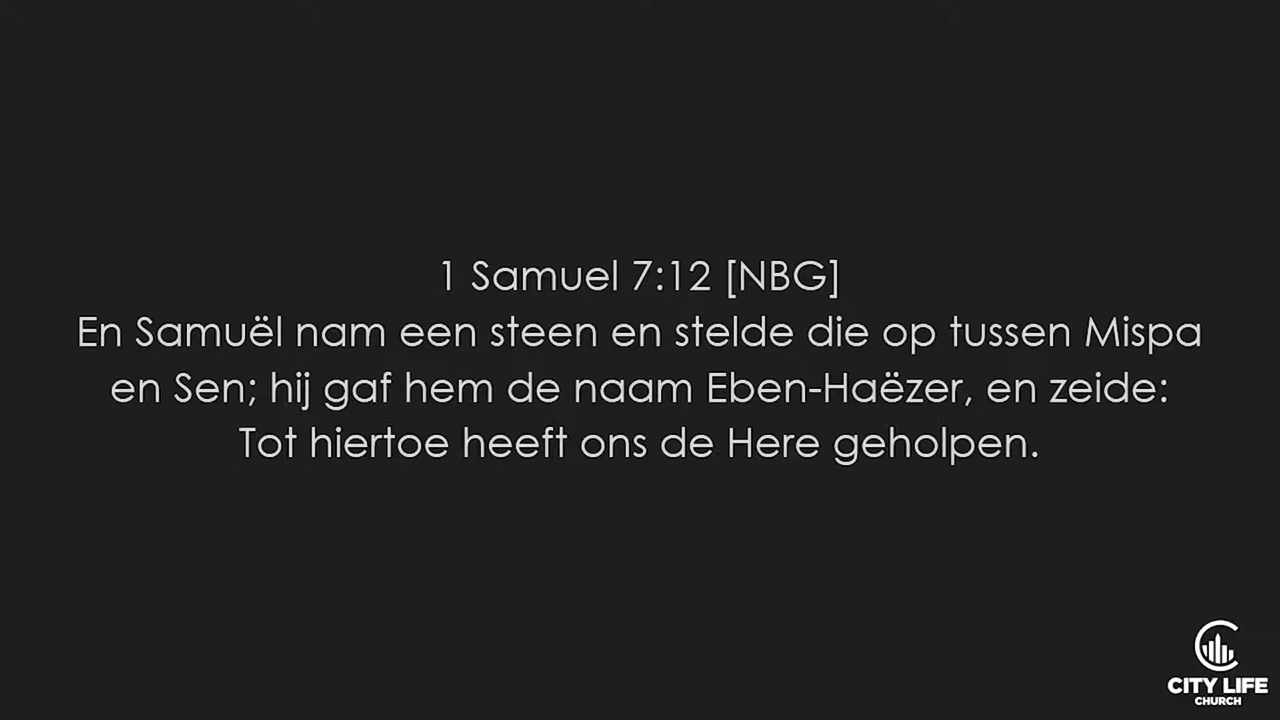 1 Samuel 7:12 [NBG]
En Samuël nam een steen en stelde die op tussen Mispa
en Sen; hij gaf hem de naam Eben-Haëzer, en zeide:
Tot hiertoe heeft ons de Here geholpen.
CITY LIFE
CHURCH